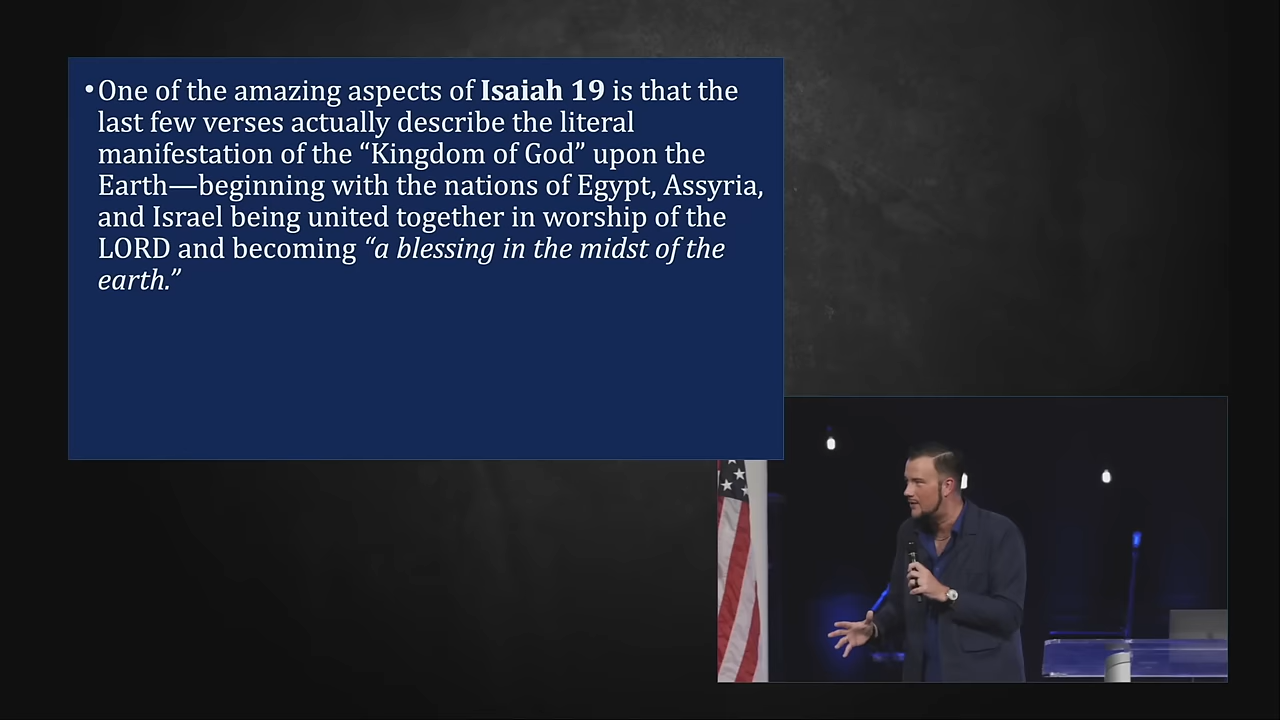 •One of the amazing aspects of Isaiah 19 is that the
last few verses actually describe the literal
manifestation of the “Kingdom of God” upon the
Earth—beginning with the nations of Egypt, Assyria,
and Israel being united together in worship of the
LORD and becoming “a blessing in the midst of the
earth.”